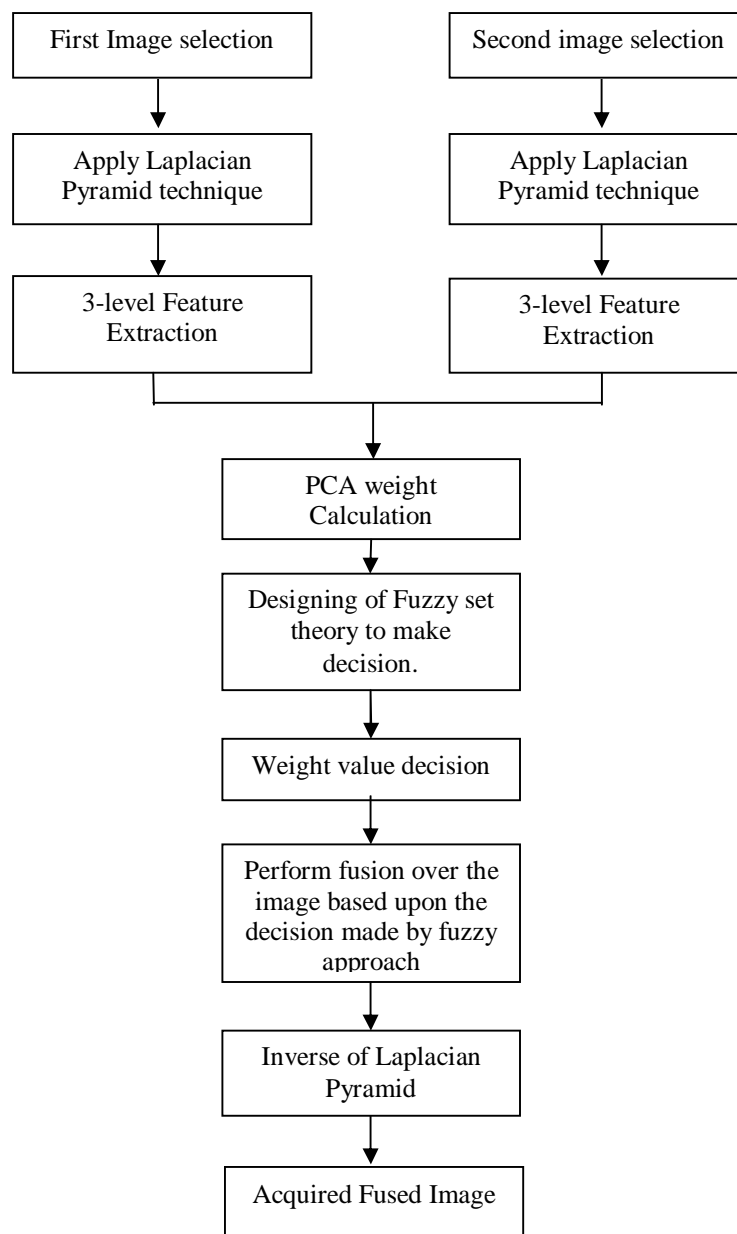 First Image selection
Second image selection
Apply Laplacian
Pyramid technique
Apply Laplacian
Pyramid technique
3-level Feature
Extraction
3-level Feature
Extraction
PCA weight
Calculation
Designing of Fuzzy set
theory to make
decision.
Weight value decision
Perform fusion over the
image based upon the
decision made by fuzzy
approach
Inverse of Laplacian
Pyramid
Acquired Fused Image